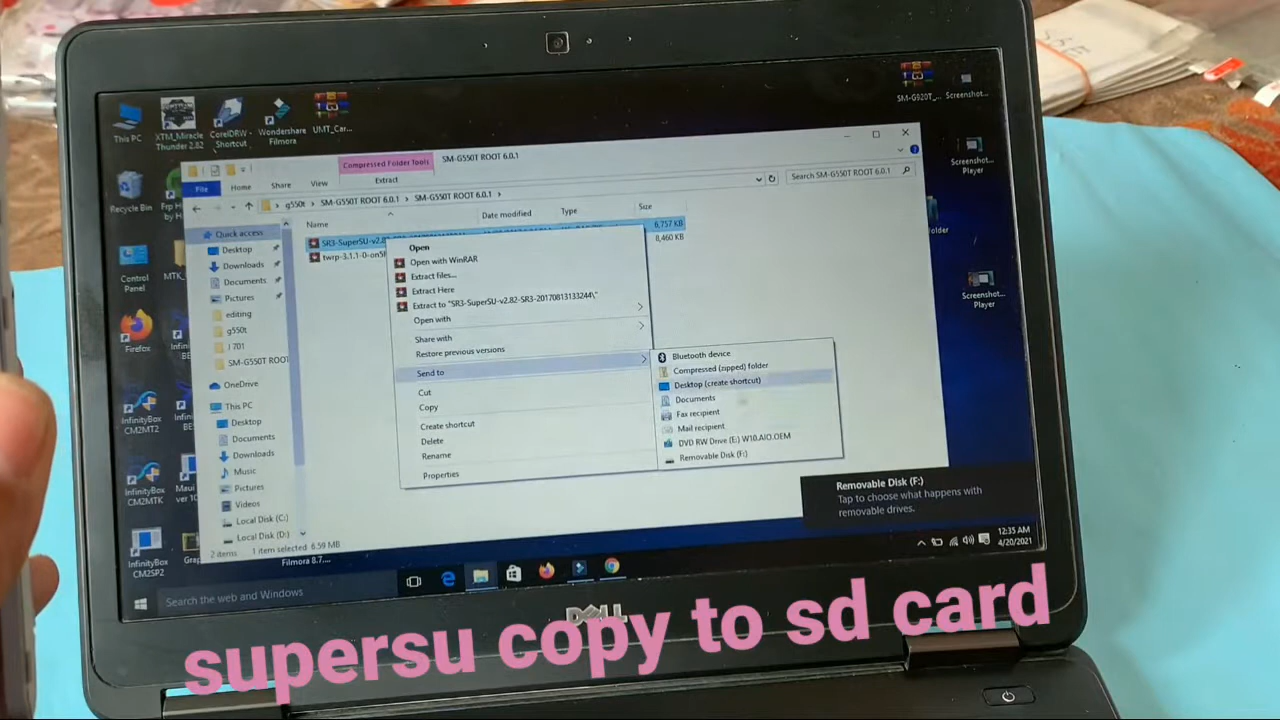 This PC
XTM_Miracle
Thunder 2.82
CorelDRW -
Shortcut
Wondershare
Filmora
UMT_Car...
SM-G920T_...
Screenshot...
Recycle Bin
Screenshot...
Player
Control
Panel
MTK_
Firefox
Screenshot...
Player
InfinityBox
CM2MT2
InfinityBox
CM2MTK
InfinityBox
CM2SP2
Filmora 8.7....
Compressed Folder Tools
SM-G550T ROOT 6.0.1
File
Home
Share
View
Extract
g550t > SM-G550T ROOT 6.0.1 > SM-G550T ROOT 6.0.1 >
Search SM-G550T ROOT 6.0.1
Name
Date modified
Type
Size
6,757 KB
8,460 KB
Quick access
Desktop
Downloads
Documents
Pictures
editing
g550t
J 701
SM-G550T ROOT
OneDrive
This PC
Desktop
Documents
Downloads
Music
Pictures
Videos
Local Disk (C:)
Local Disk (D:)
2 items
1 item selected 6.59 MB
Open
Open with WinRAR
Extract files...
Extract Here
Extract to "SR3-SuperSU-v2.82-SR3-20170813133244\"
Open with
Share with
Restore previous versions
Send to
Cut
Copy
Create shortcut
Delete
Rename
Properties
Bluetooth device
Compressed (zipped) folder
Desktop (create shortcut)
Documents
Fax recipient
Mail recipient
DVD RW Drive (E:) W10.AIO.OEM
Removable Disk (F:)
Removable Disk (F:)
Tap to choose what happens with
removable drives.
Search the web and Windows
12:35 AM
4/20/2021
DELL
supersu copy to sd card